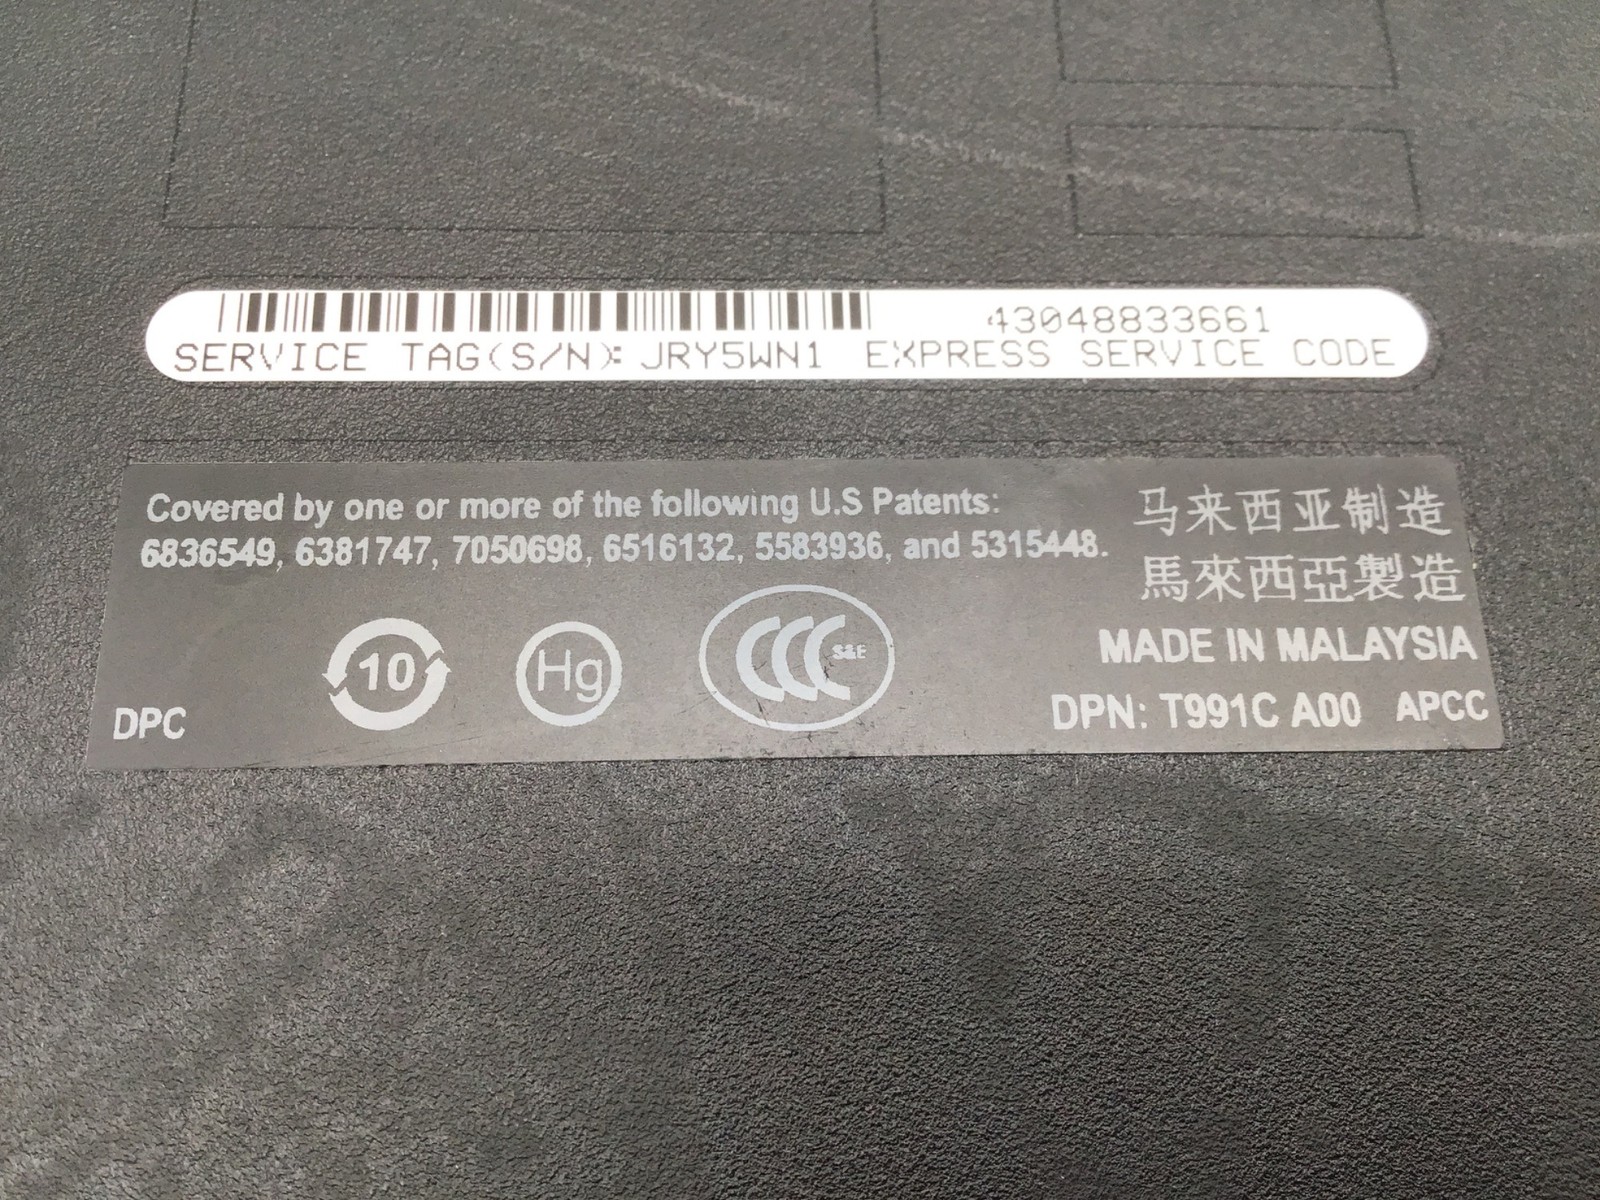 43048833661
SERVICE TAG(S/N): JRY5WN1 EXPRESS SERVICE CODE
Covered by one or more of the following U.S Patents:
6836549, 6381747, 7050698, 6516132, 5583936, and 5315448.
马来西亚制造
馬來西亞製造
MADE IN MALAYSIA
DPN: T991C A00 APCC
10
Hg
CCC S&E
DPC